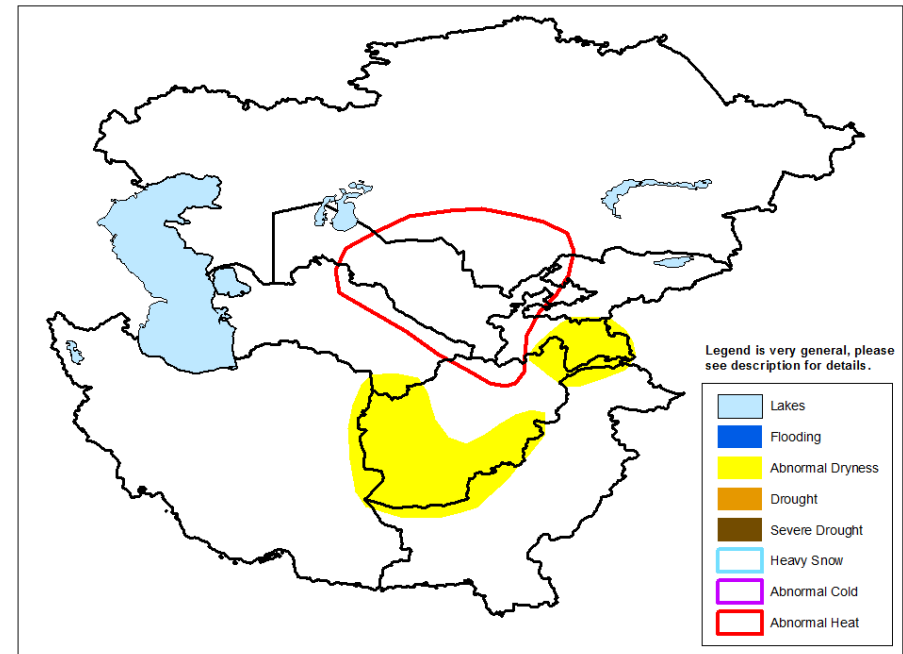 Legend is very general, please
see description for details.
Lakes
Flooding
Abnormal Dryness
Drought
Severe Drought
Heavy Snow
Abnormal Cold
Abnormal Heat